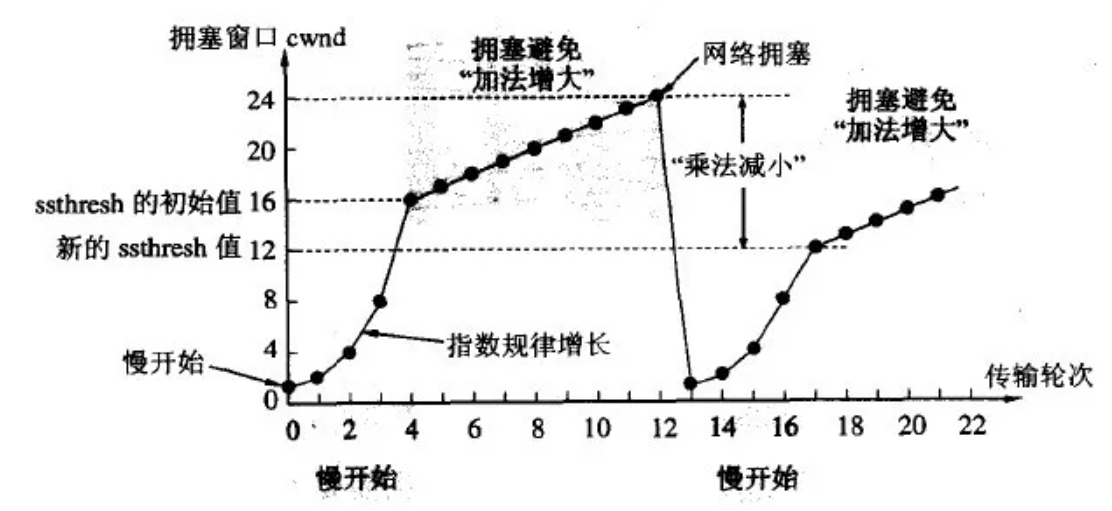 拥塞窗口 cwnd
拥塞避免
“加法增大”
网络拥塞
拥塞避免
“加法增大”
24
20
“乘法减小”
ssthresh 的初始值 16
新的 ssthresh 值 12
8
4
0
慢开始
指数规律增长
传输轮次
0 2 4 6 8 10 12 14 16 18 20 22
慢开始
慢开始